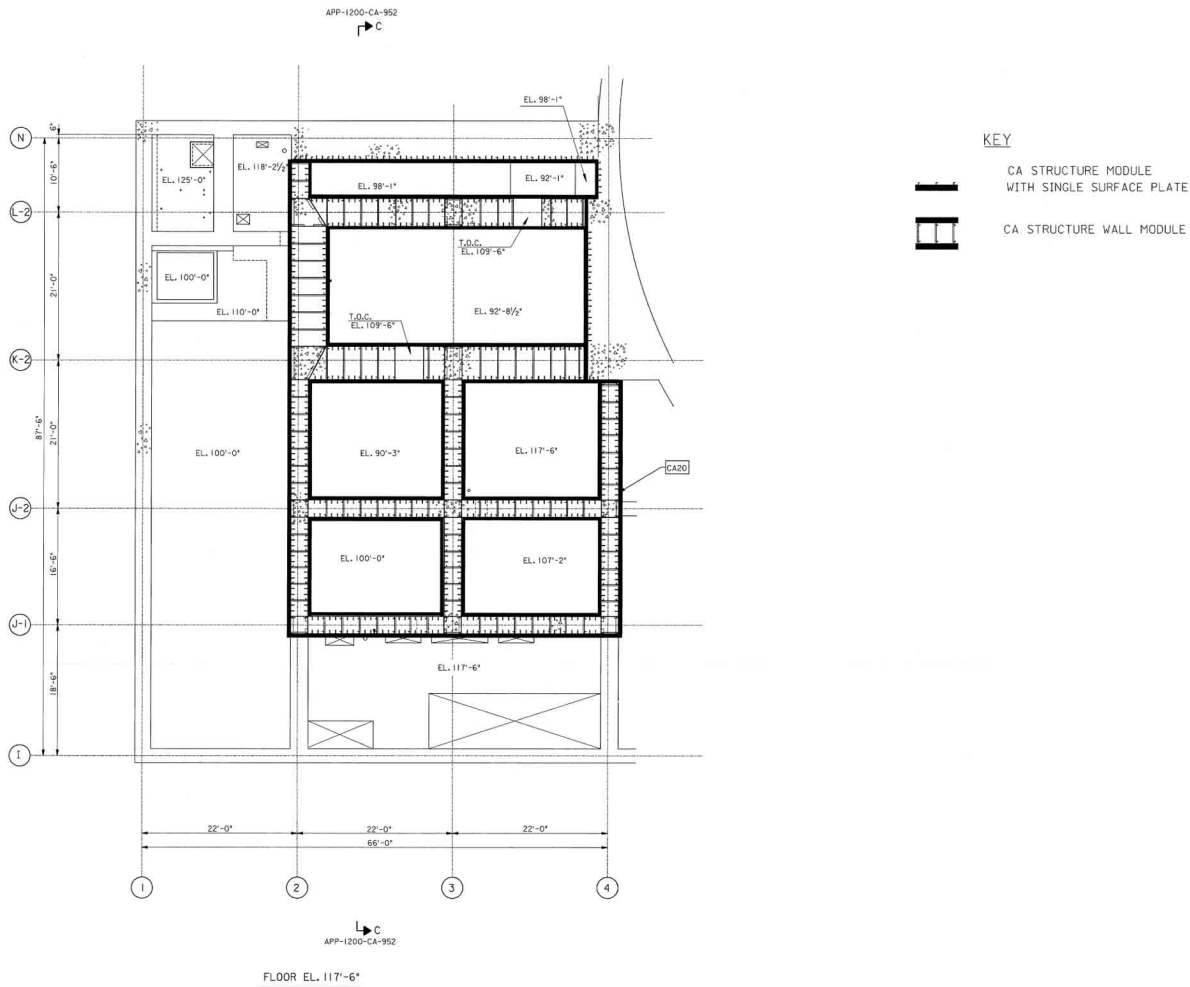 APP-1200-CA-952
C
EL. 98'-1"
N
6"
KEY
EL. 118'-2½"
EL. 125'-0"
EL. 98'-1"
EL. 92'-1"
10'-6"
CA STRUCTURE MODULE
WITH SINGLE SURFACE PLATE
L-2
CA STRUCTURE WALL MODULE
T.O.C.
EL. 109'-6"
EL. 100'-0"
21'-0"
EL. 110'-0"
EL. 92'-8½"
T.O.C.
EL. 109'-6"
K-2
87'-6"
21'-0"
EL. 100'-0"
EL. 90'-3"
EL. 117'-6"
CA20
J-2
16'-6"
EL. 100'-0"
EL. 107'-2"
J-1
EL. 117'-6"
18'-6"
I
22'-0"
22'-0"
22'-0"
66'-0"
1
2
3
4
C
APP-1200-CA-952
FLOOR EL. 117'-6"